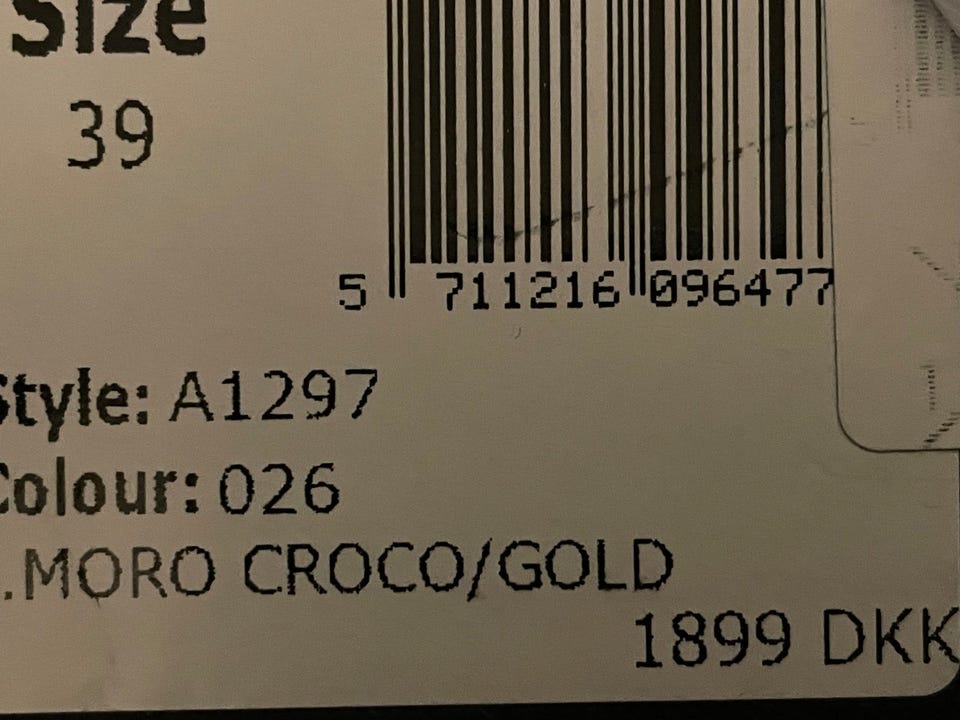 Size
39
5 711216 096477
Style: A1297
Colour: 026
.MORO CROCO/GOLD
1899 DKK